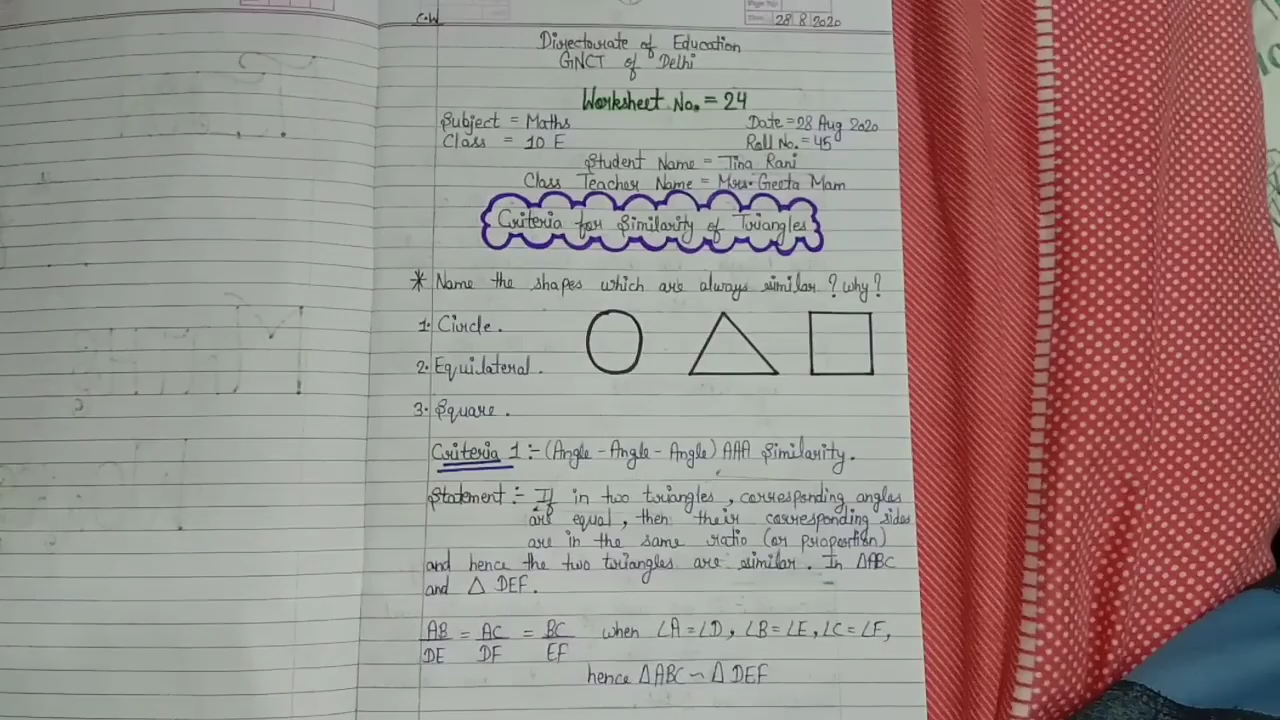 C.W
28 8 2020
Directorate of Education
GNCT of Delhi
Worksheet No. = 24
Subject = Maths
Date = 28 Aug 2020
Class = 10 E
Roll No. = 45
Student Name = Tina Rani
Class Teacher Name = Mrs. Geeta Mam
Criteria for Similarity of Triangles
* Name the shapes which are always similar ? why ?
1. Circle.
2. Equilateral.
3. Square.
Criteria 1 :- (Angle - Angle - Angle) AAA Similarity.
Statement :- If in two triangles, corresponding angles
are equal, then their corresponding sides
are in the same ratio (or proportion)
and hence the two triangles are similar. In ΔABC
and Δ DEF.
AB/DE = AC/DF = BC/EF when ∠A = ∠D, ∠B = ∠E, ∠C = ∠F,
hence ΔABC ~ Δ DEF